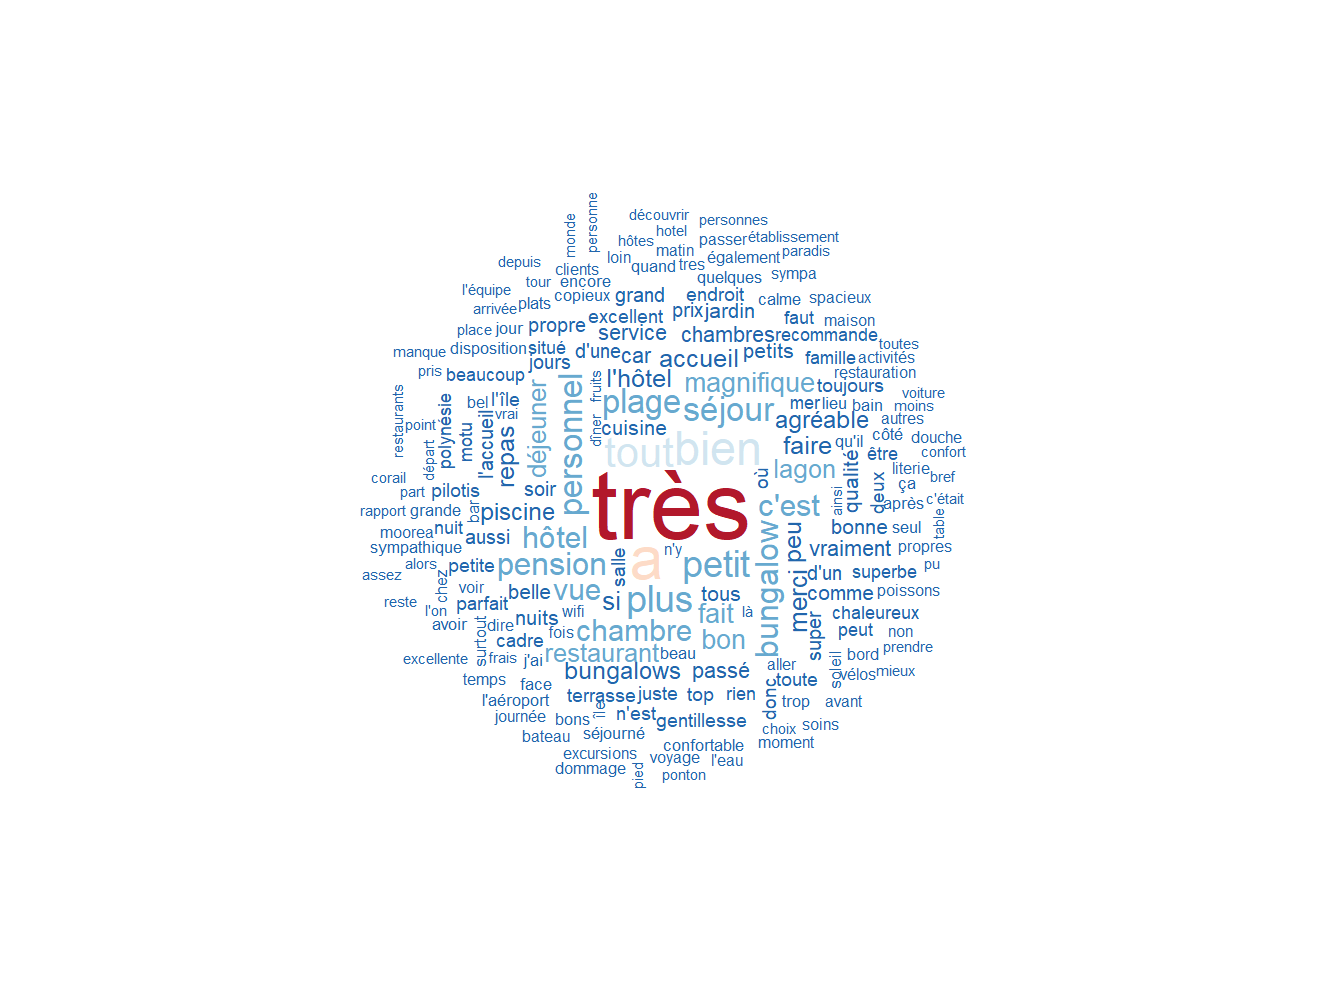 personne
monde
découvrir
personnes
hotel
hôtes
passer
établissement
matin
paradis
loin
également
depuis
clients
quand
tres
quelques
sympa
l'équipe
tour
encore
copieux
grand
endroit
calme
spacieux
arrivée
plats
excellent
prix
jardin
faut
maison
place
jour
propre
service
chambres
recommande
toutes
manque
disposition
situé
d'une
car
accueil
petits
famille
activités
pris
beaucoup
jours
fruits
l'hôtel
magnifique
toujours
restauration
voiture
restaurants
polynésie
bel
l'île
déjeuner
personnel
plage
séjour
mer
lieu
bain
moins
point
motu
l'accueil
vrai
dîner
cuisine
agréable
autres
départ
repas
tout
bien
faire
qu'il
côté
douche
être
confort
corail
lagon
qualité
literie
bref
part
pilotis
soir
très
où
ainsi
deux
ça
c'était
rapport
grande
bar
piscine
c'est
après
table
moorea
nuit
aussi
hôtel
bungalow
peu
bonne
seul
sympathique
salle
a
n'y
vraiment
propres
alors
petite
pension
petit
merci
d'un
superbe
pu
assez
chez
voir
belle
vue
si
plus
tous
comme
poissons
reste
l'on
parfait
nuits
wifi
fait
là
super
chaleureux
avoir
surtout
dire
cadre
fois
chambre
bon
peut
non
excellente
frais
j'ai
restaurant
beau
aller
soleil
bord
prendre
temps
face
bungalows
passé
donc
toute
vélos
mieux
l'aéroport
terrasse
juste
top
rien
trop
avant
journée
bons
île
n'est
gentillesse
choix
soins
bateau
séjourné
confortable
moment
excursions
voyage
l'eau
dommage
pied
ponton